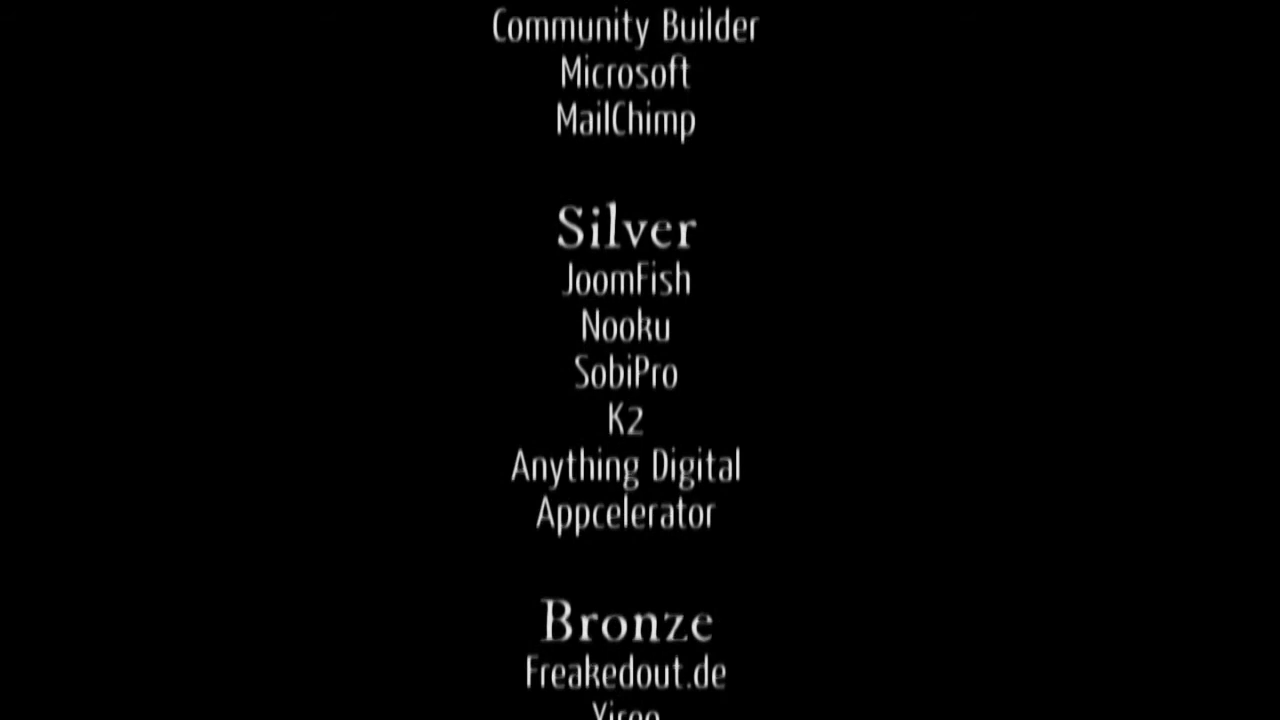 Community Builder
Microsoft
MailChimp
Silver
JoomFish
Nooku
SobiPro
K2
Anything Digital
Appcelerator
Bronze
Freakedout.de